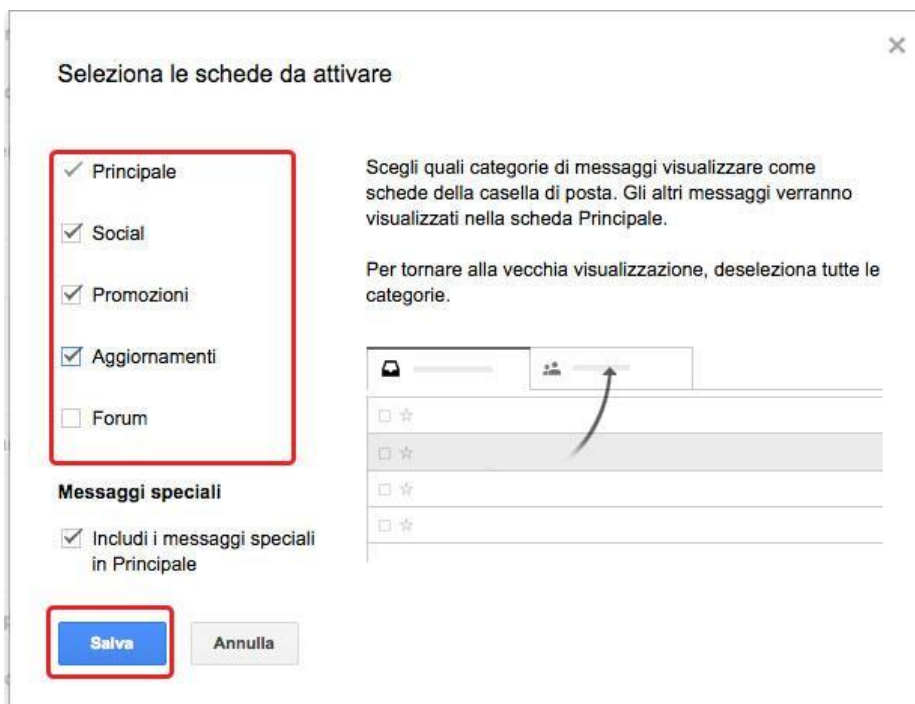 Seleziona le schede da attivare
Principale
Social
Promozioni
Aggiornamenti
Forum
Messaggi speciali
Includi i messaggi speciali
in Principale
Salva
Annulla
Scegli quali categorie di messaggi visualizzare come
schede della casella di posta. Gli altri messaggi verranno
visualizzati nella scheda Principale.
Per tornare alla vecchia visualizzazione, deseleziona tutte le
categorie.